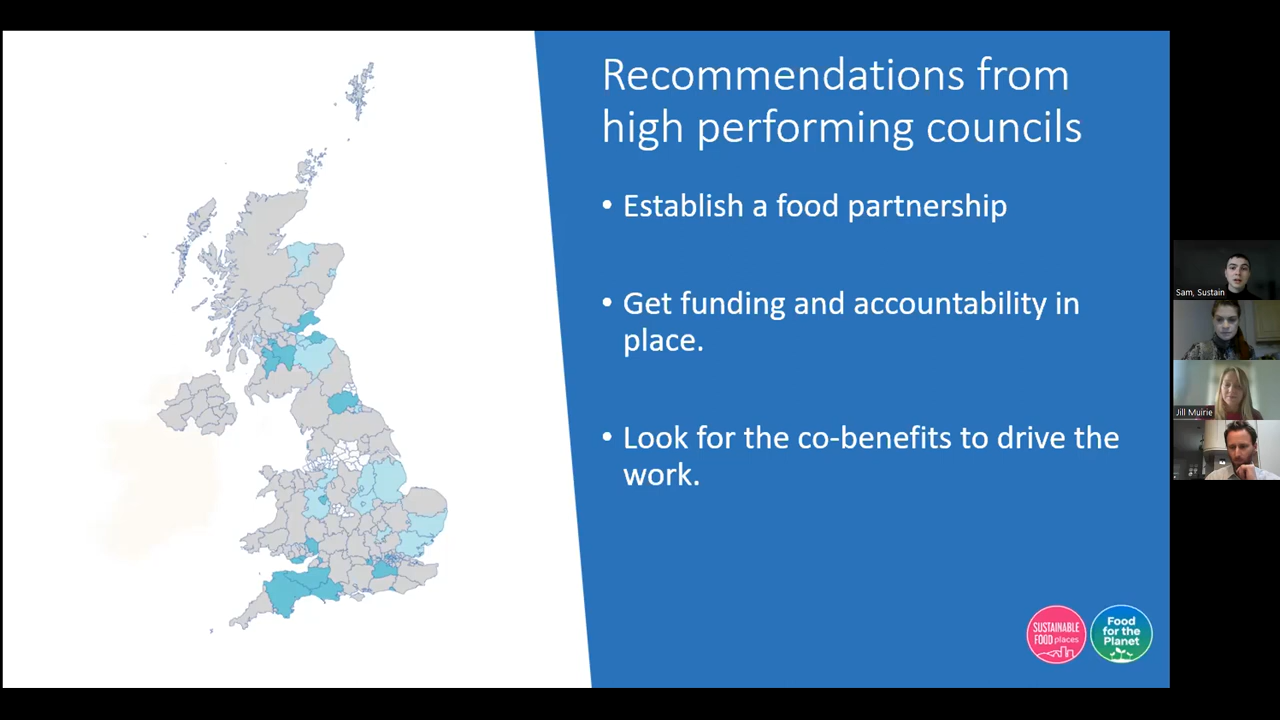 Recommendations from
high performing councils
• Establish a food partnership
• Get funding and accountability in
place.
• Look for the co-benefits to drive the
work.
Sam, Sustain
Jill Muirie
SUSTAINABLE
FOOD places
Food
for the
Planet